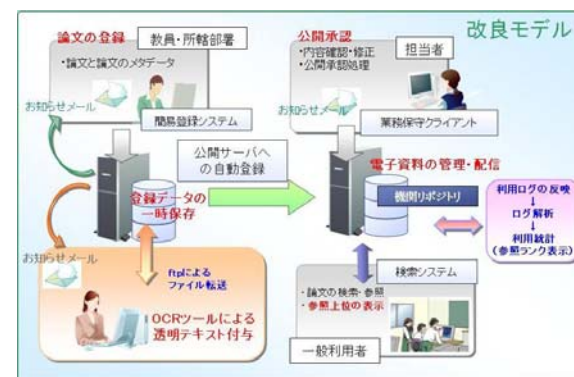 改良モデル
論文の登録
教員・所轄部署
・論文と論文のメタデータ
お知らせメール
簡易登録システム
公開承認
・内容確認・修正
・公開承認処理
担当者
お知らせメール
業務保守クライアント
公開サーバへ
の自動登録
登録データの
一時保存
電子資料の管理・配信
機関リポジトリ
利用ログの反映
↓
ログ解析
↓
利用統計
(参照ランク表示)
お知らせメール
ftpによる
ファイル転送
OCRツールによる
透明テキスト付与
検索システム
・論文の検索・参照
・参照上位の表示
一般利用者